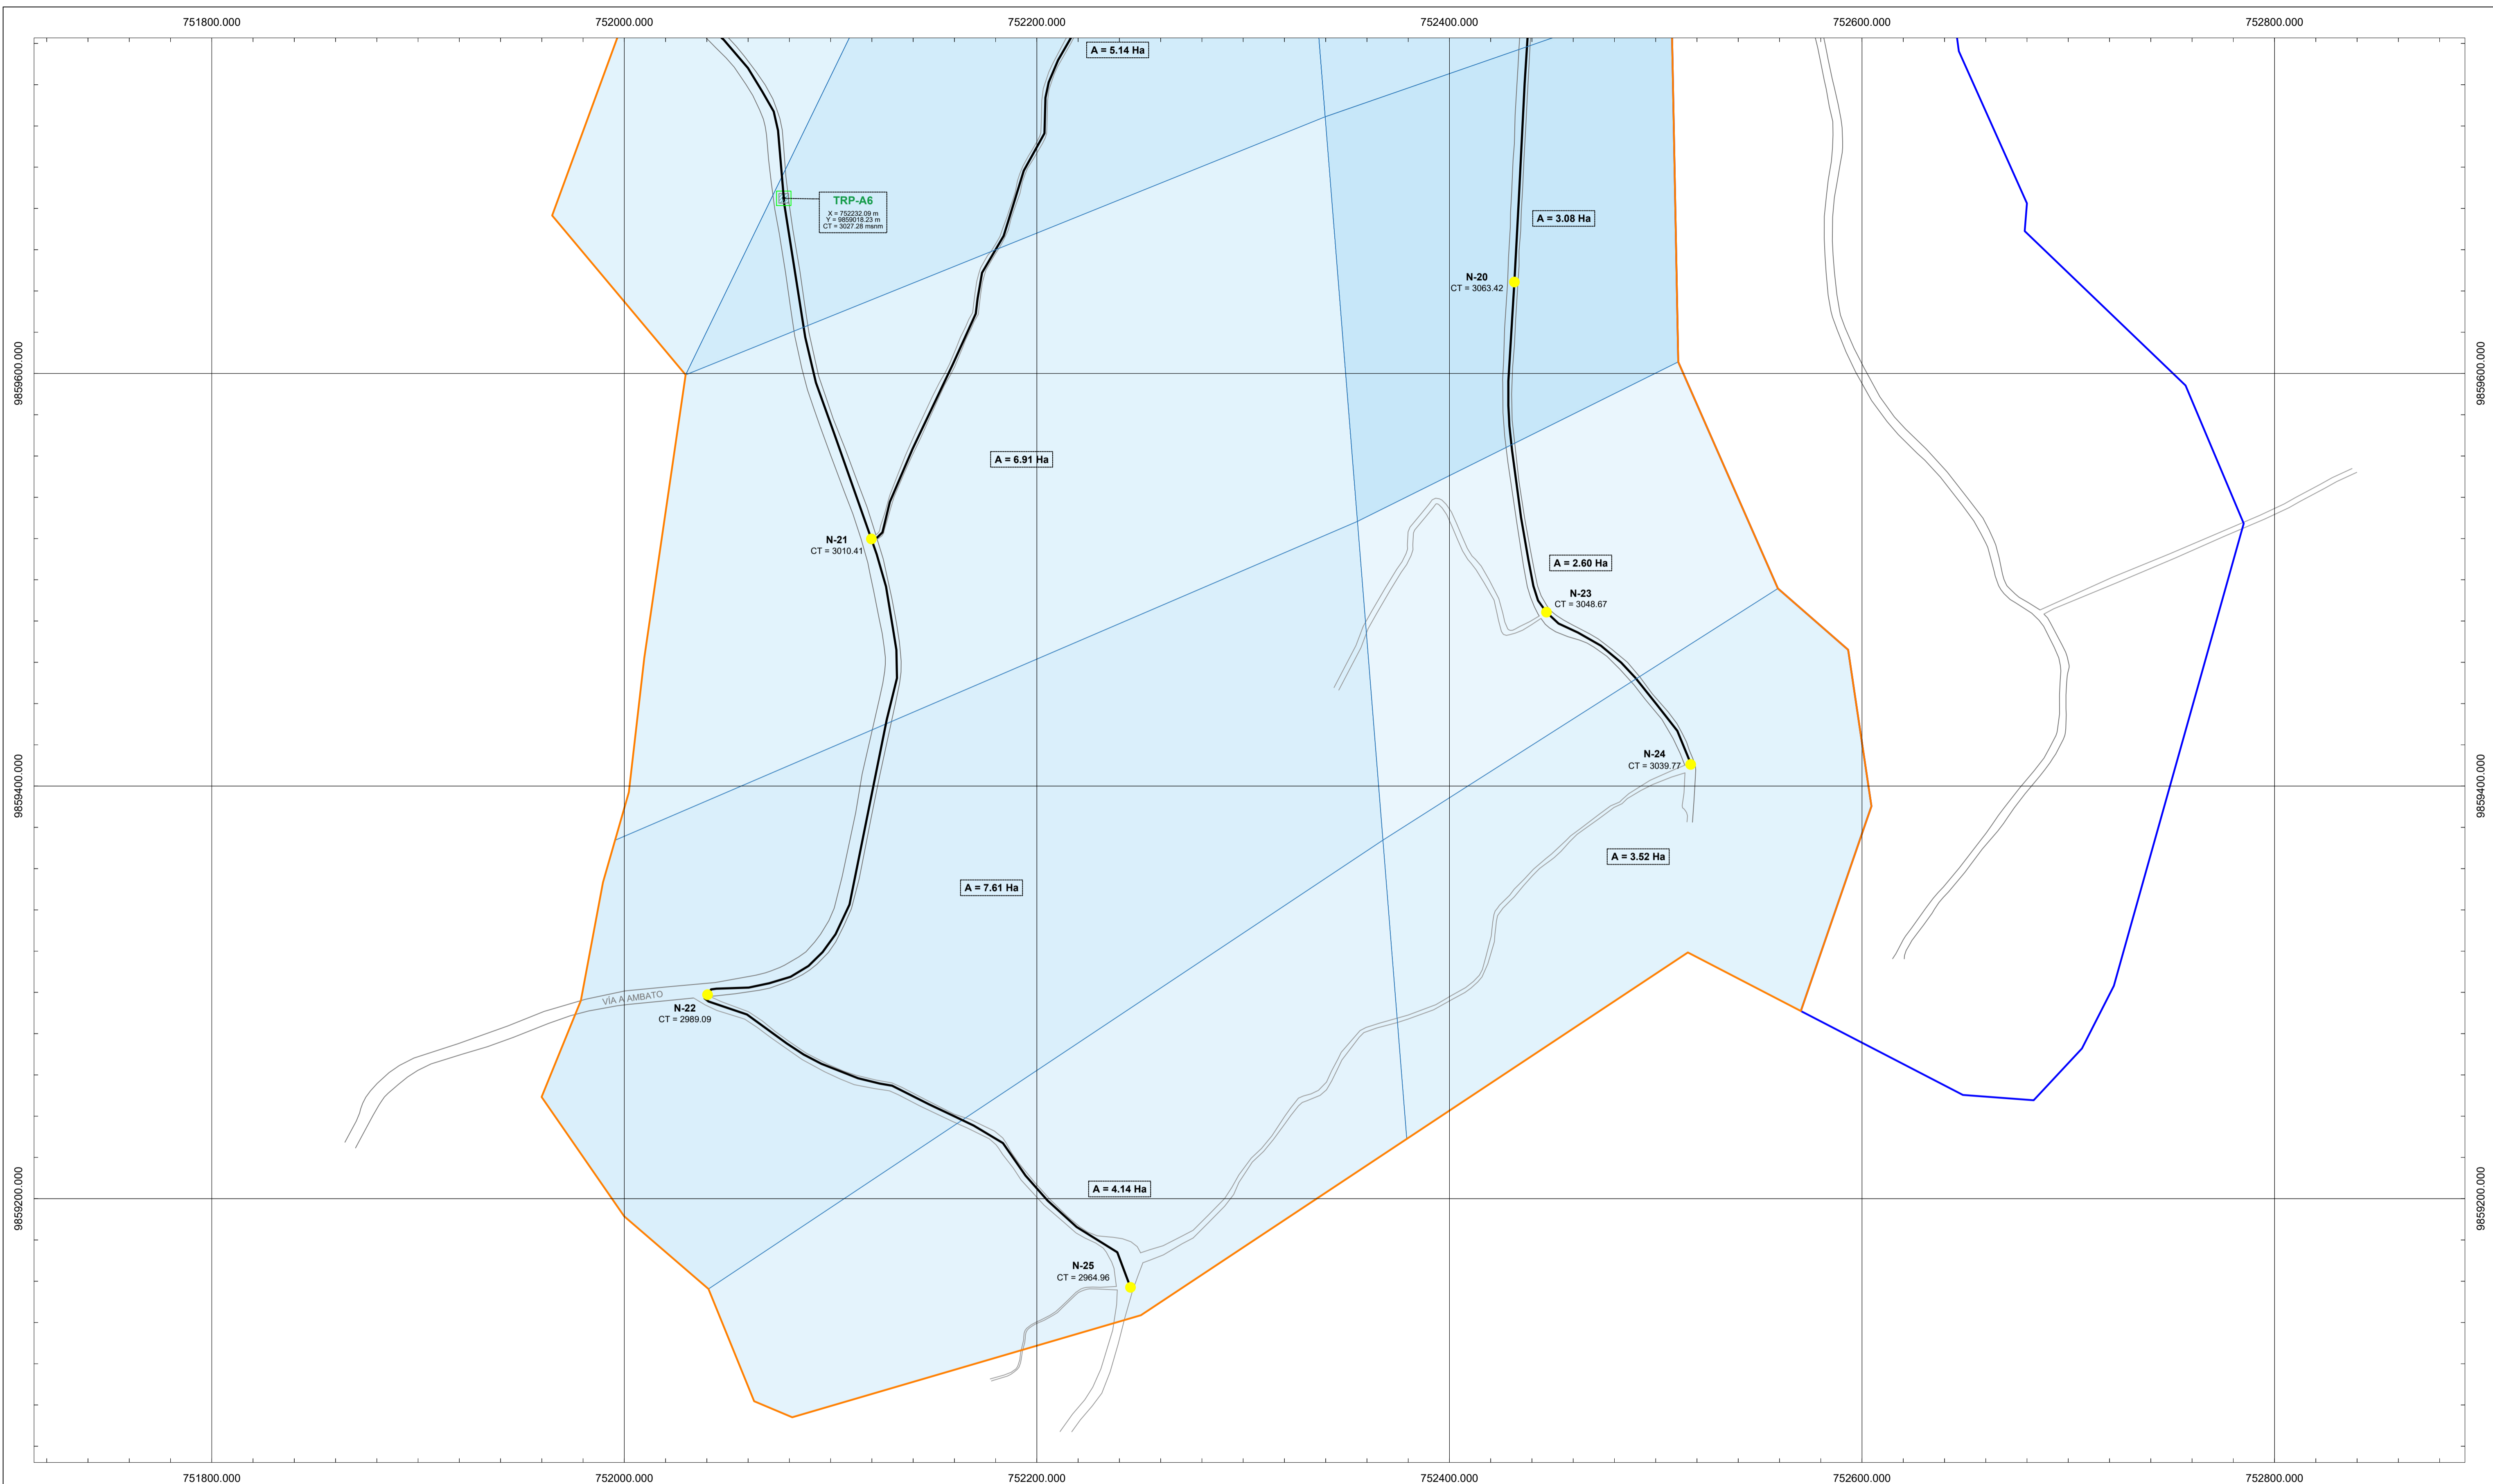 751800.000
752000.000
752200.000
752400.000
752600.000
752800.000
A = 5.14 Ha
TRP-A6
X = 752232.09 m
Y = 9859018.23 m
CT = 3027.28 msnm
A = 3.08 Ha
N-20
CT = 3063.42
9859600.000
9859600.000
A = 6.91 Ha
N-21
CT = 3010.41
A = 2.60 Ha
N-23
CT = 3048.67
N-24
CT = 3039.77
9859400.000
9859400.000
A = 3.52 Ha
A = 7.61 Ha
VÍA A AMBATO
N-22
CT = 2989.09
A = 4.14 Ha
9859200.000
9859200.000
N-25
CT = 2964.96
751800.000
752000.000
752200.000
752400.000
752600.000
752800.000